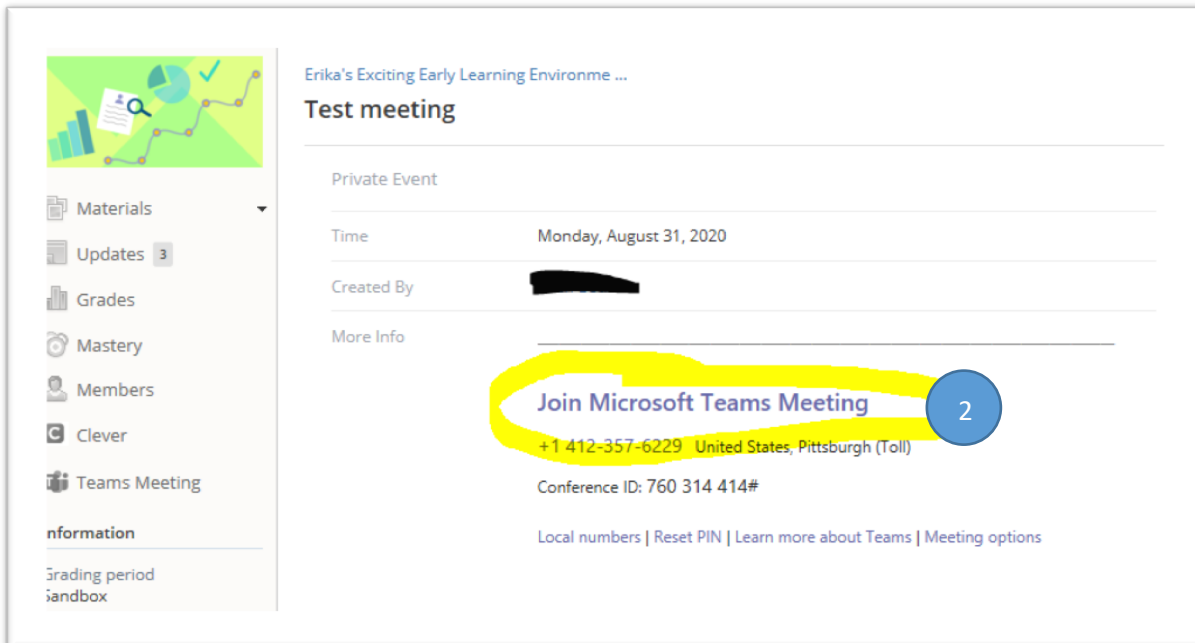 Erika's Exciting Early Learning Environme ...
Test meeting
Materials
Updates 3
Grades
Mastery
Members
Clever
Teams Meeting
nformation
Grading period
Sandbox
Private Event
Time Monday, August 31, 2020
Created By
More Info
Join Microsoft Teams Meeting
2
+1 412-357-6229 United States, Pittsburgh (Toll)
Conference ID: 760 314 414#
Local numbers | Reset PIN | Learn more about Teams | Meeting options